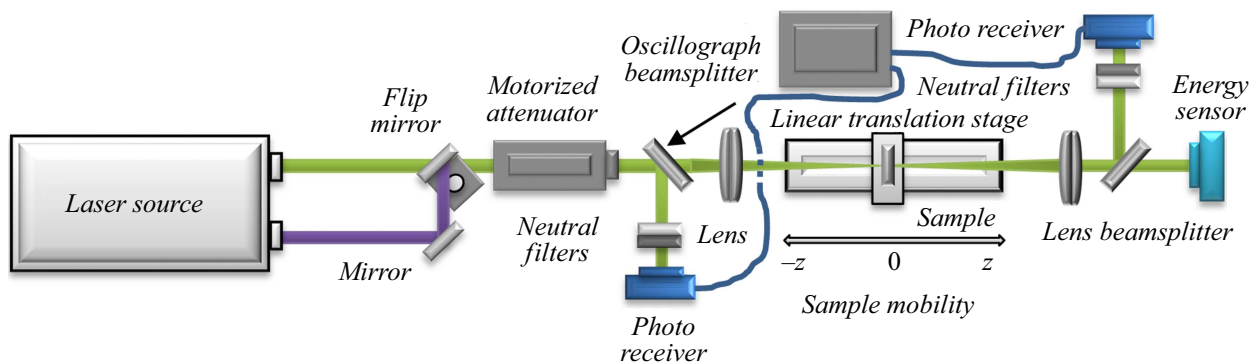 Laser source
Flip
mirror
Mirror
Motorized
attenuator
Neutral
filters
Oscillograph
beamsplitter
Photo
receiver
Lens
Photo receiver
Neutral filters
Linear translation stage
Energy
sensor
Sample
Lens beamsplitter
–z
0
z
Sample mobility